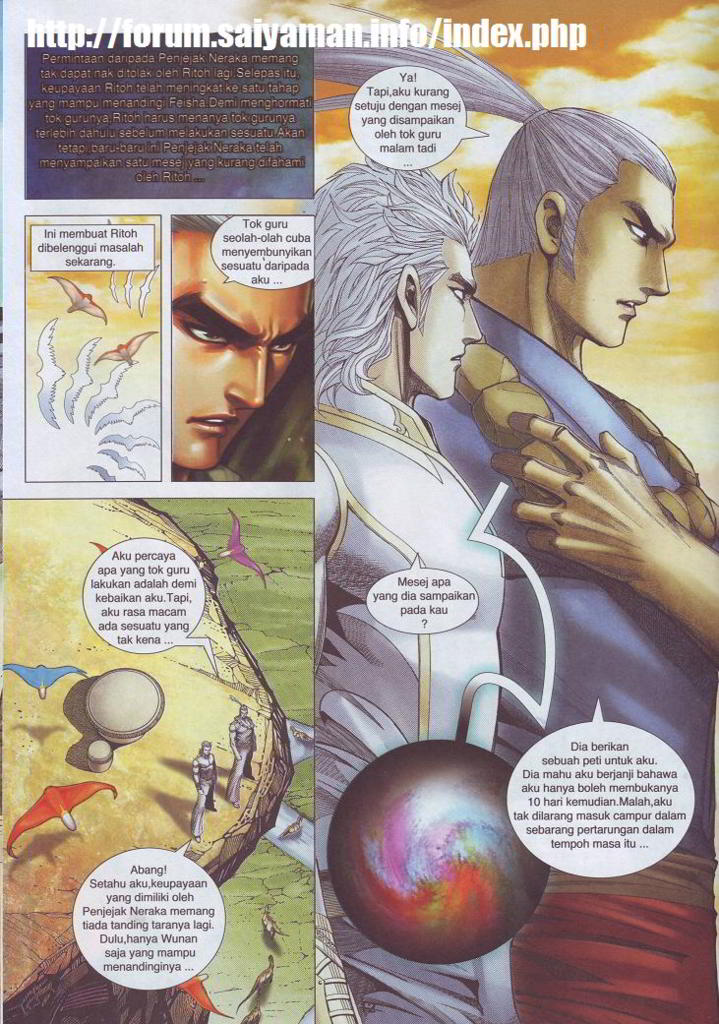 http://forum.saiyaman.info/index.php
Permintaan daripada Penjejak Neraka memang
tak dapat nak ditolak oleh Ritoh lagi.Selepas itu,
keupayaan Ritoh telah meningkat ke satu tahap
yang mampu menandingi Feisha.Demi menghormati
tok gurunya,Ritoh harus menanya tok gurunya
terlebih dahulu sebelum melakukan sesuatu.Akan
tetapi,baru-baru ini Penjejak Neraka telah
menyampaikan satu mesej yang kurang difahami
oleh Ritoh....
Ya!
Tapi,aku kurang
setuju dengan mesej
yang disampaikan
oleh tok guru
malam tadi
...
Ini membuat Ritoh
dibelenggui masalah
sekarang.
Tok guru
seolah-olah cuba
menyembunyikan
sesuatu daripada
aku ...
Mesej apa
yang dia sampaikan
pada kau
?
Dia berikan
sebuah peti untuk aku.
Dia mahu aku berjanji bahawa
aku hanya boleh membukanya
10 hari kemudian.Malah,aku
tak dilarang masuk campur dalam
sebarang pertarungan dalam
tempoh masa itu ...
Aku percaya
apa yang tok guru
lakukan adalah demi
kebaikan aku.Tapi,
aku rasa macam
ada sesuatu yang
tak kena ...
Abang!
Setahu aku,keupayaan
yang dimiliki oleh
Penjejak Neraka memang
tiada tanding taranya lagi.
Dulu,hanya Wunan
saja yang mampu
menandinginya ...